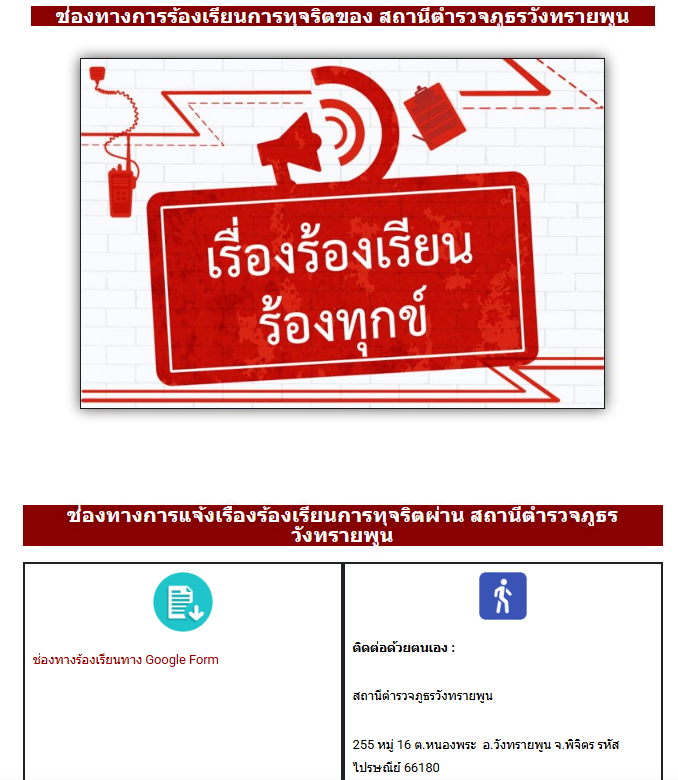 ช่องทางการร้องเรียนการทุจริตของ สถานีตำรวจภูธรวังทรายพูน
เรื่องร้องเรียน
ร้องทุกข์
ช่องทางการแจ้งเรื่องร้องเรียนการทุจริตผ่าน สถานีตำรวจภูธร
วังทรายพูน
ช่องทางร้องเรียนทาง Google Form
ติดต่อด้วยตนเอง :
สถานีตำรวจภูธรวังทรายพูน
255 หมู่ 16 ต.หนองพระ อ.วังทรายพูน จ.พิจิตร รหัส
ไปรษณีย์ 66180